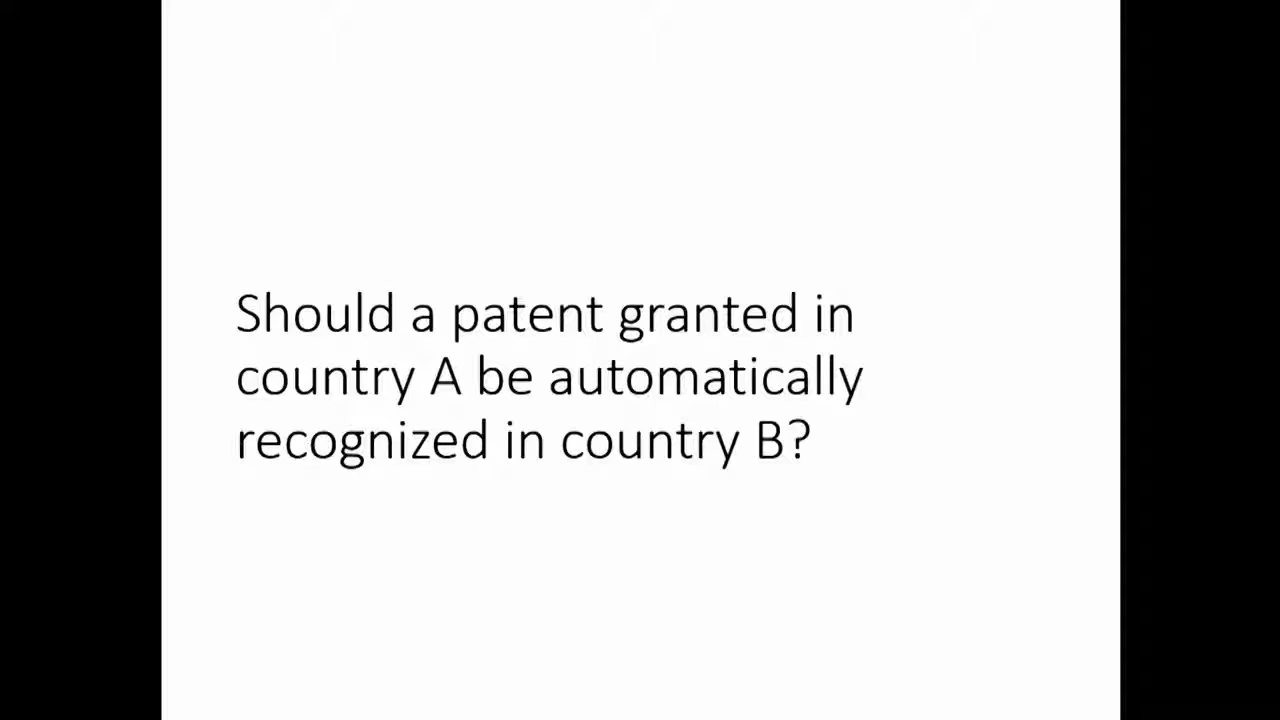 Should a patent granted in
country A be automatically
recognized in country B?